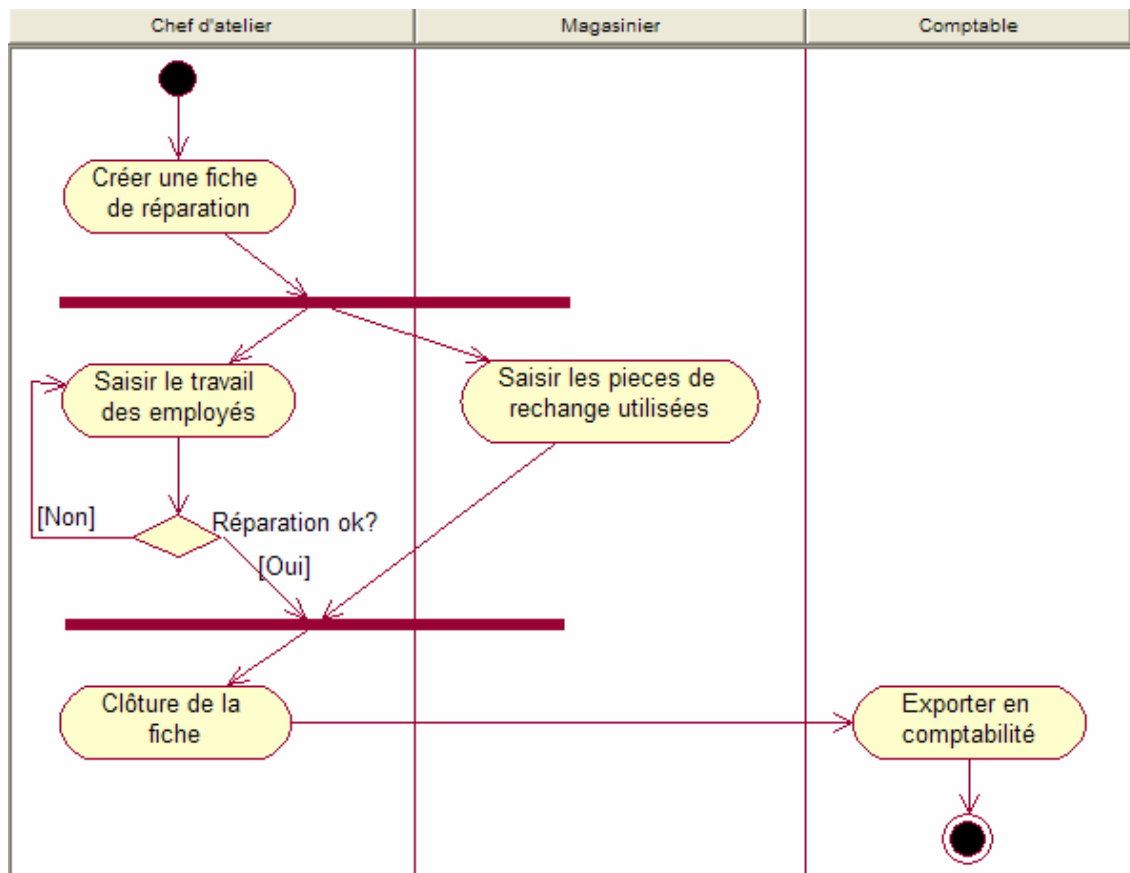 Chef d'atelier
Magasinier
Comptable
Créer une fiche
de réparation
Saisir le travail
des employés
Saisir les pieces de
rechange utilisées
[Non]
Réparation ok?
[Oui]
Clôture de la
fiche
Exporter en
comptabilité